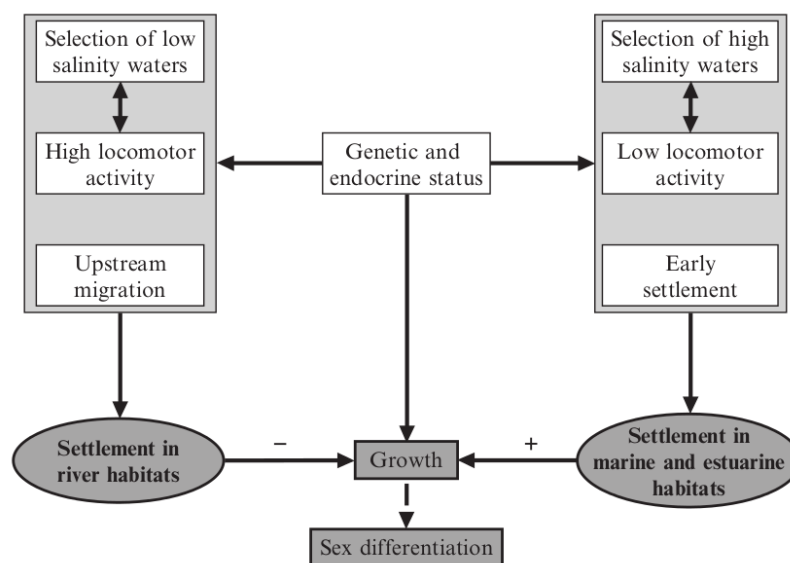 Selection of low
salinity waters
Selection of high
salinity waters
High locomotor
activity
Genetic and
endocrine status
Low locomotor
activity
Upstream
migration
Early
settlement
Settlement in
river habitats
−
Growth
+
Settlement in
marine and estuarine
habitats
Sex differentiation